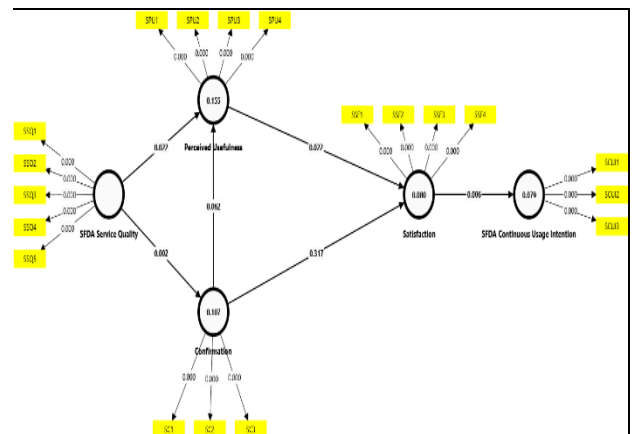 SPU1 SPU2 SPU3 SPU4
0.000 0.000 0.000 0.000
0.155
Perceived Usefulness
SSQ1
SSQ2
SSQ3
SSQ4
SSQ5
0.000
0.000
0.000
0.000
0.000
SFDA Service Quality
0.077
0.002
0.062
0.107
Confirmation
0.000 0.000 0.000
SC1 SC2 SC3
0.077
0.317
SSF1 SSF2 SSF3 SSF4
0.000 0.000 0.000 0.000
0.080
Satisfaction
0.006
0.079
SFDA Continuous Usage Intention
0.000
0.000
0.000
SCUI1
SCUI2
SCUI3